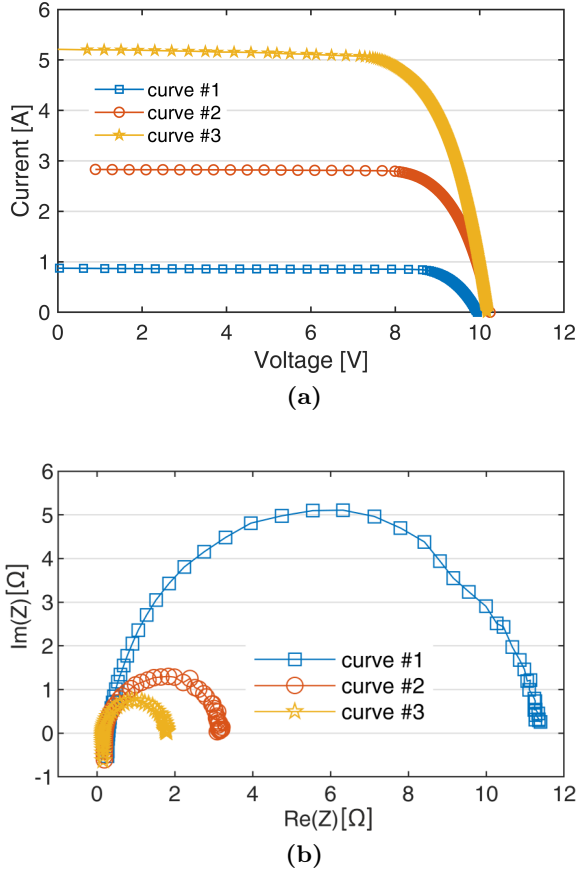 6
5
4
3
2
1
0
0 2 4 6 8 10 12
Current [A]
Voltage [V]
curve #1
curve #2
curve #3
(a)
6
5
4
3
2
1
0
-1
0 2 4 6 8 10 12
Im(Z)[Ω]
Re(Z)[Ω]
curve #1
curve #2
curve #3
(b)